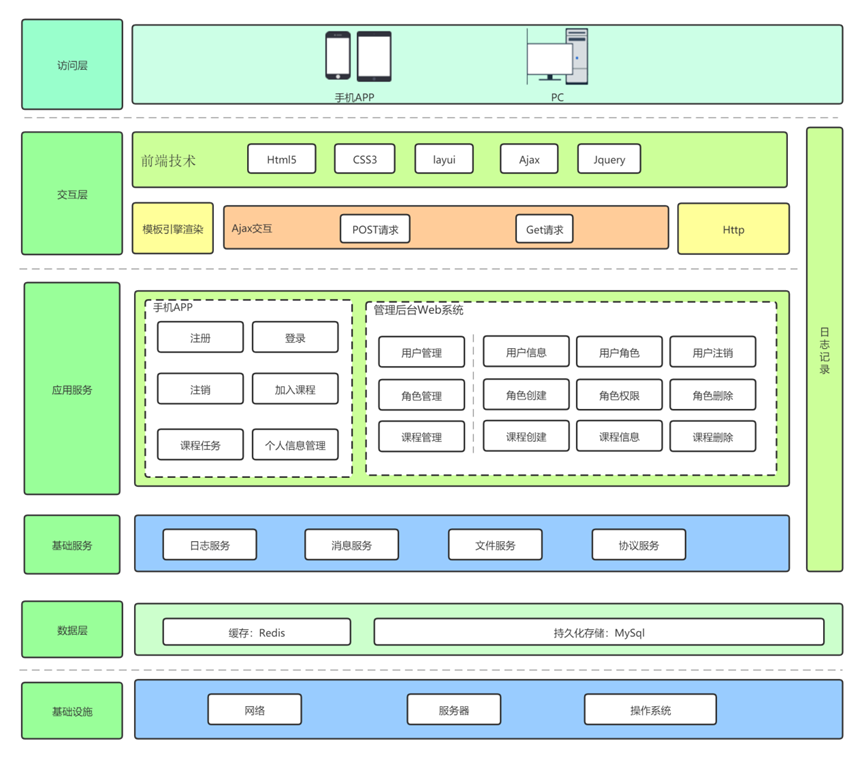 访问层
手机APP
PC
交互层
前端技术
Html5
CSS3
layui
Ajax
Jquery
模板引擎渲染
Ajax交互
POST请求
Get请求
Http
日志记录
应用服务
手机APP
注册
登录
注销
加入课程
课程任务
个人信息管理
管理后台Web系统
用户管理
用户信息
用户角色
用户注销
角色管理
角色创建
角色权限
角色删除
课程管理
课程创建
课程信息
课程删除
基础服务
日志服务
消息服务
文件服务
协议服务
数据层
缓存：Redis
持久化存储：MySql
基础设施
网络
服务器
操作系统